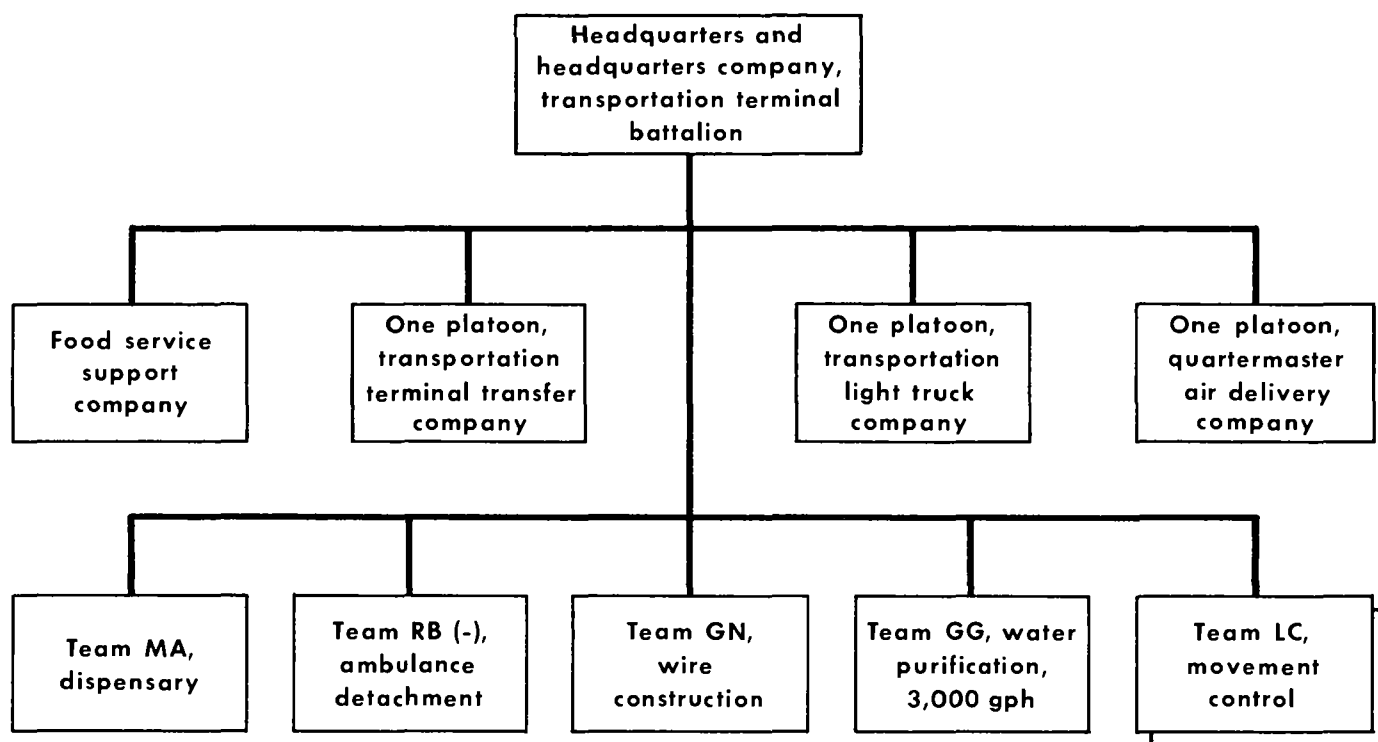 Headquarters and
headquarters company,
transportation terminal
battalion
Food service
support
company
One platoon,
transportation
terminal transfer
company
One platoon,
transportation
light truck
company
One platoon,
quartermaster
air delivery
company
Team MA,
dispensary
Team RB (-),
ambulance
detachment
Team GN,
wire
construction
Team GG, water
purification,
3,000 gph
Team LC,
movement
control